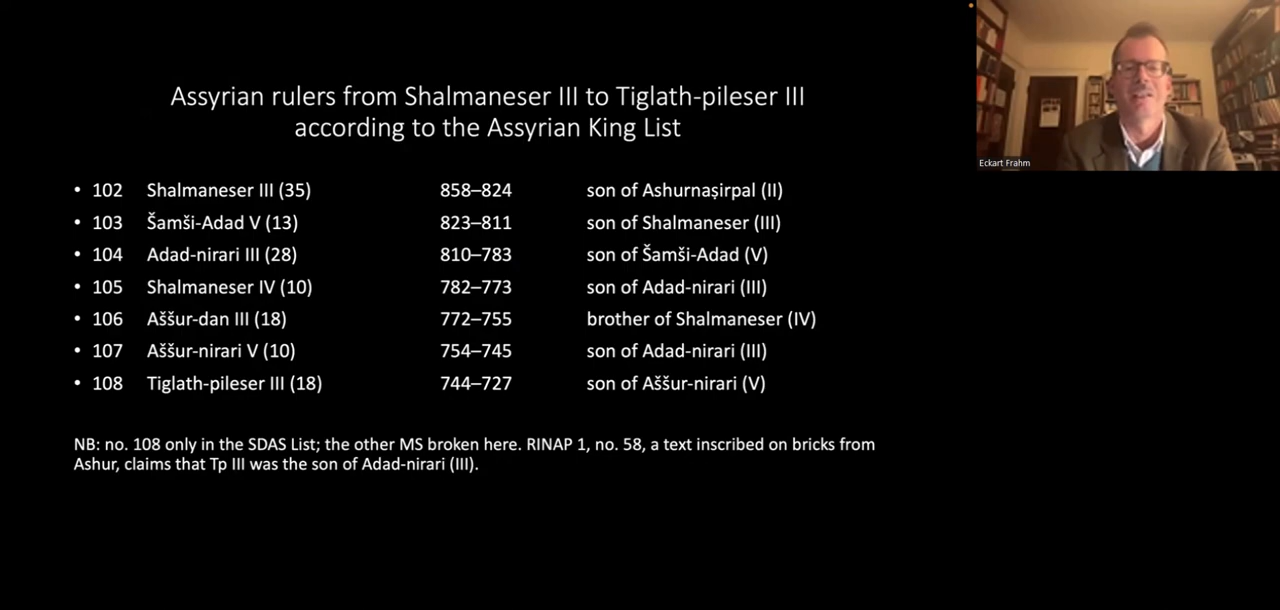 Assyrian rulers from Shalmaneser III to Tiglath-pileser III
according to the Assyrian King List
• 102 Shalmaneser III (35) 858–824 son of Ashurnaṣirpal (II)
• 103 Šamši-Adad V (13) 823–811 son of Shalmaneser (III)
• 104 Adad-nirari III (28) 810–783 son of Šamši-Adad (V)
• 105 Shalmaneser IV (10) 782–773 son of Adad-nirari (III)
• 106 Aššur-dan III (18) 772–755 brother of Shalmaneser (IV)
• 107 Aššur-nirari V (10) 754–745 son of Adad-nirari (III)
• 108 Tiglath-pileser III (18) 744–727 son of Aššur-nirari (V)
NB: no. 108 only in the SDAS List; the other MS broken here. RINAP 1, no. 58, a text inscribed on bricks from
Ashur, claims that Tp III was the son of Adad-nirari (III).
Eckart Frahm